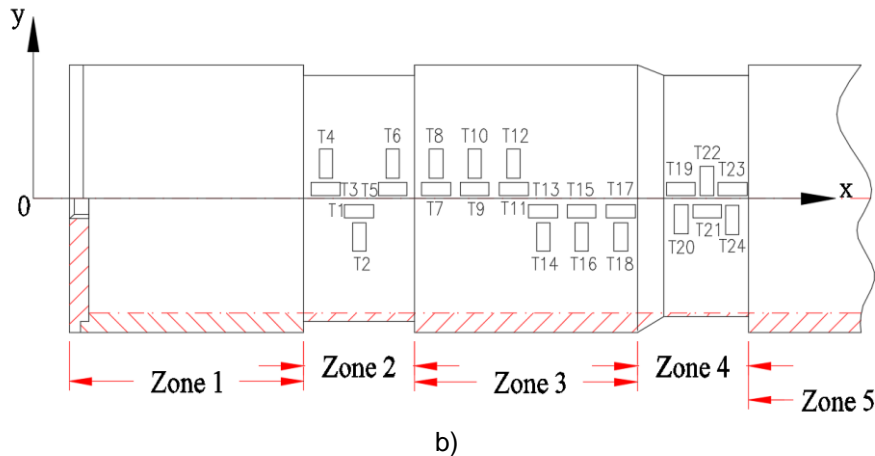 y
T4 T6 T8 T10 T12 T22
T19 T23
0 T3 T5 x
T1 T7 T9 T11 T13 T15 T17
T2 T14 T16 T18 T20 T21 T24
Zone 1 Zone 2 Zone 3 Zone 4
Zone 5
b)